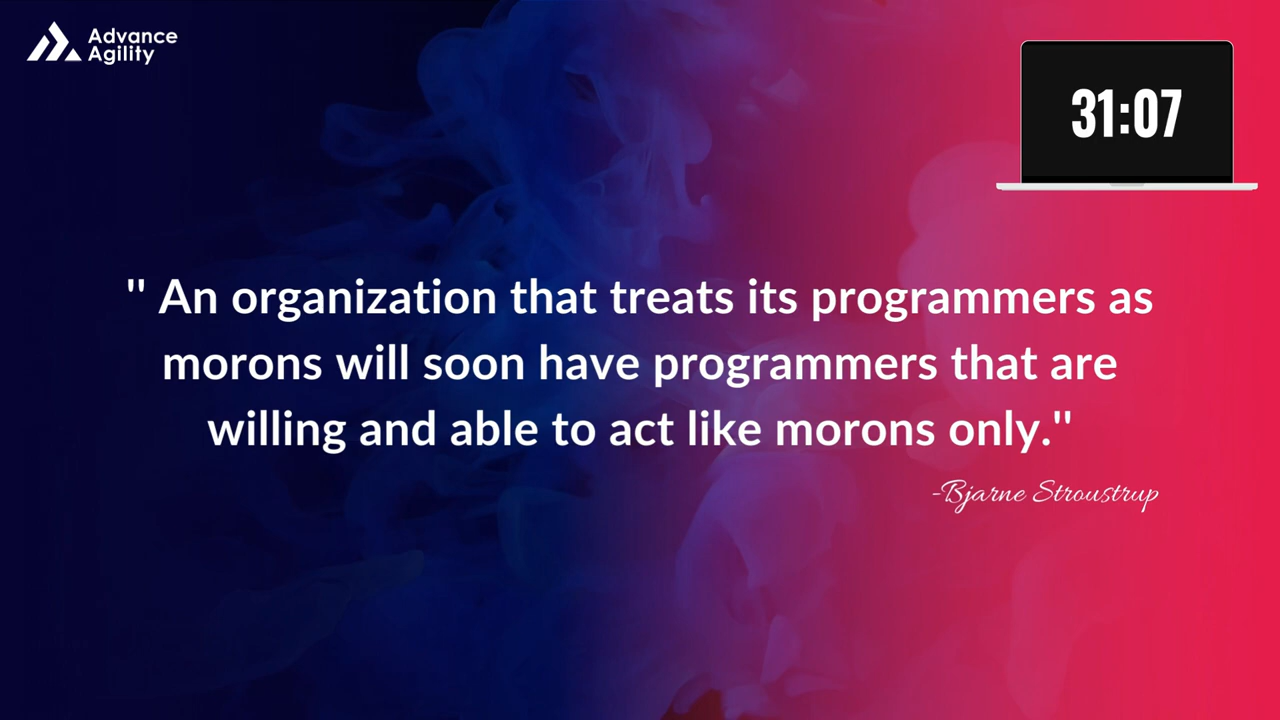 Advance
Agility
31:07
" An organization that treats its programmers as
morons will soon have programmers that are
willing and able to act like morons only."
-Bjarne Stroustrup